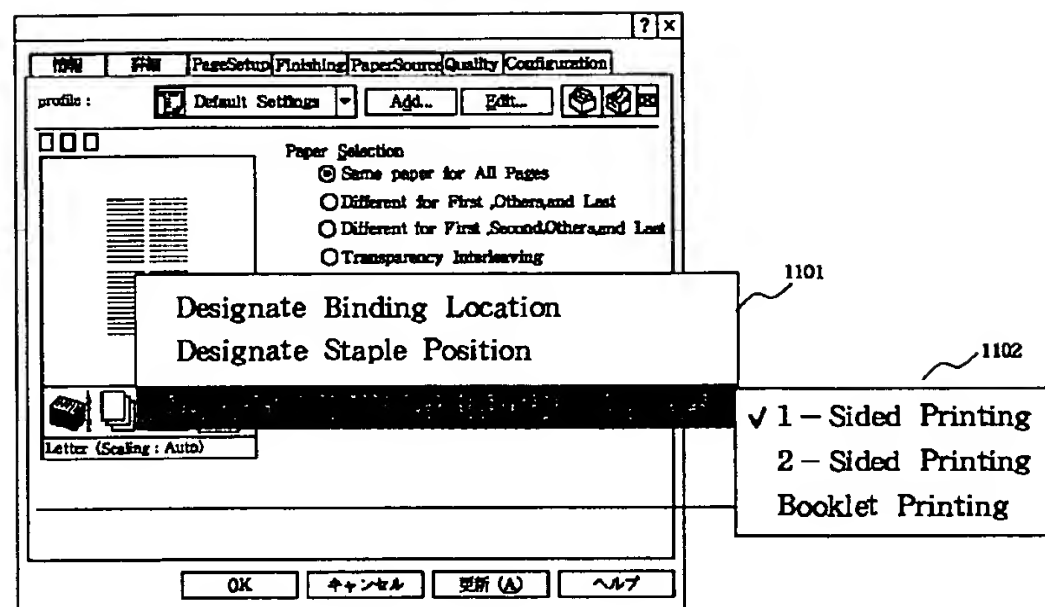 ? ×
情報 詳細 PageSetup Finishing PaperSource Quality Configuration
profile : Default Settings Add... Edit...
Paper Selection
Same paper for All Pages
Different for First ,Others,and Last
Different for First ,Second,Others,and Last
Transparency Interleaving
1101
Designate Binding Location
Designate Staple Position
1102
✓ 1-Sided Printing
2-Sided Printing
Booklet Printing
Letter (Scaling : Auto)
OK キャンセル 更新 (A) ヘルプ